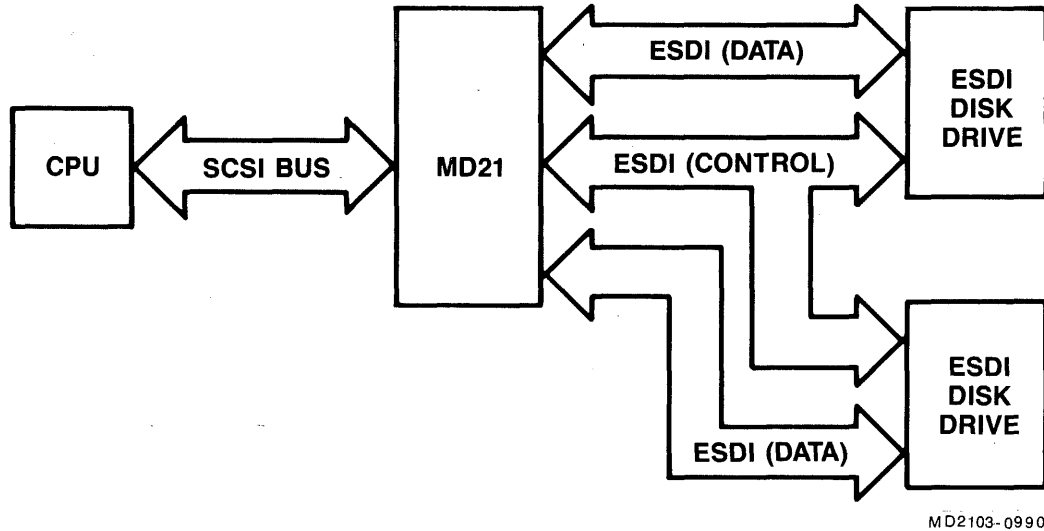 ESDI (DATA)
ESDI
DISK
DRIVE
CPU
SCSI BUS
MD21
ESDI (CONTROL)
ESDI
DISK
DRIVE
ESDI (DATA)
MD2103-0990